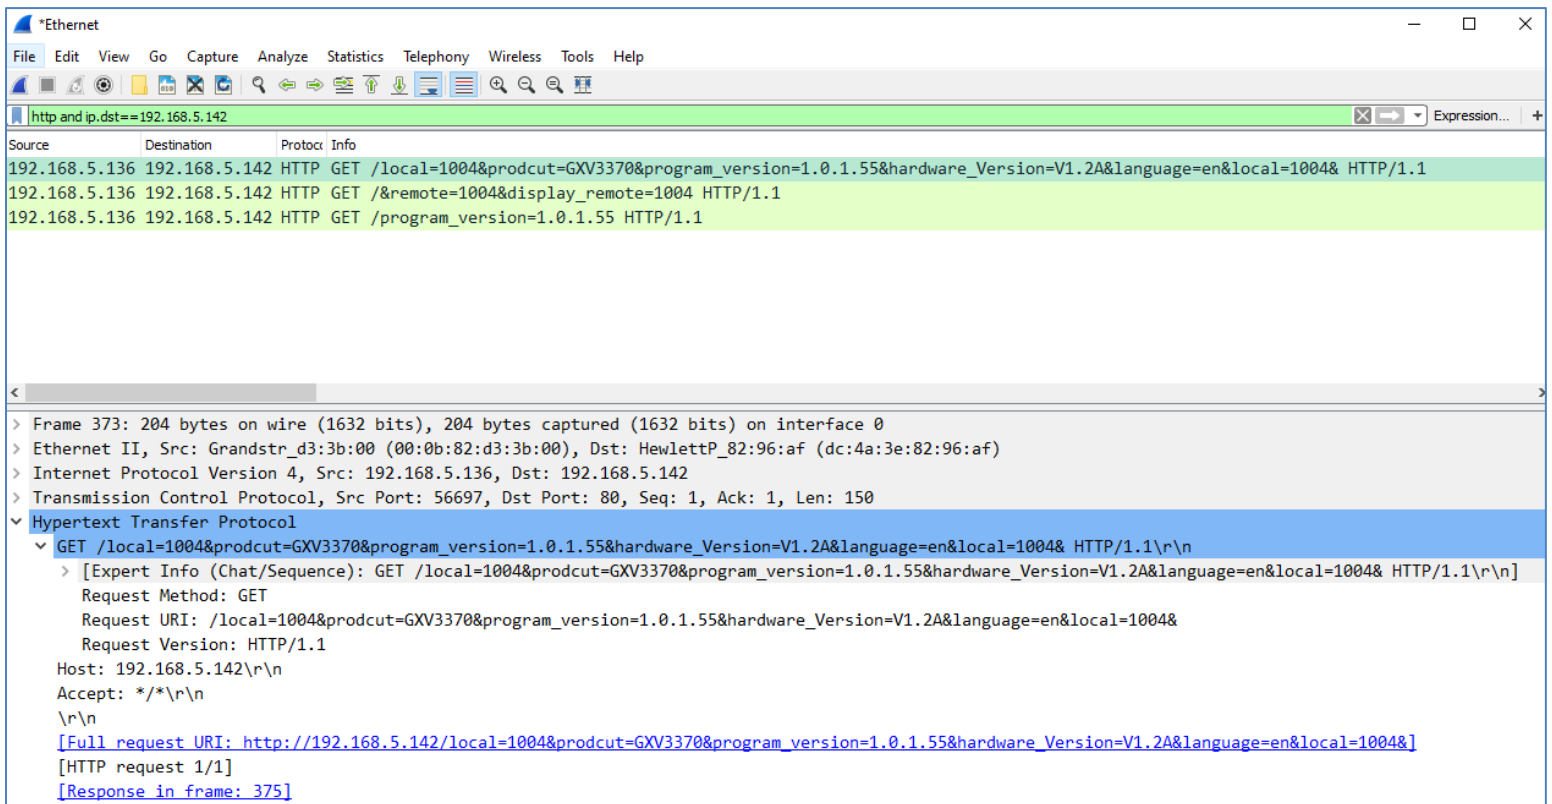 *Ethernet
File Edit View Go Capture Analyze Statistics Telephony Wireless Tools Help
http and ip.dst==192.168.5.142 Expression... +
Source Destination Protoco Info
192.168.5.136 192.168.5.142 HTTP GET /local=1004&prodcut=GXV3370&program_version=1.0.1.55&hardware_Version=V1.2A&language=en&local=1004& HTTP/1.1
192.168.5.136 192.168.5.142 HTTP GET /&remote=1004&display_remote=1004 HTTP/1.1
192.168.5.136 192.168.5.142 HTTP GET /program_version=1.0.1.55 HTTP/1.1
> Frame 373: 204 bytes on wire (1632 bits), 204 bytes captured (1632 bits) on interface 0
> Ethernet II, Src: Grandstr_d3:3b:00 (00:0b:82:d3:3b:00), Dst: HewlettP_82:96:af (dc:4a:3e:82:96:af)
> Internet Protocol Version 4, Src: 192.168.5.136, Dst: 192.168.5.142
> Transmission Control Protocol, Src Port: 56697, Dst Port: 80, Seq: 1, Ack: 1, Len: 150
Hypertext Transfer Protocol
GET /local=1004&prodcut=GXV3370&program_version=1.0.1.55&hardware_Version=V1.2A&language=en&local=1004& HTTP/1.1\r\n
> [Expert Info (Chat/Sequence): GET /local=1004&prodcut=GXV3370&program_version=1.0.1.55&hardware_Version=V1.2A&language=en&local=1004& HTTP/1.1\r\n]
Request Method: GET
Request URI: /local=1004&prodcut=GXV3370&program_version=1.0.1.55&hardware_Version=V1.2A&language=en&local=1004&
Request Version: HTTP/1.1
Host: 192.168.5.142\r\n
Accept: */*\r\n
\r\n
[Full request URI: http://192.168.5.142/local=1004&prodcut=GXV3370&program_version=1.0.1.55&hardware_Version=V1.2A&language=en&local=1004&]
[HTTP request 1/1]
[Response in frame: 375]